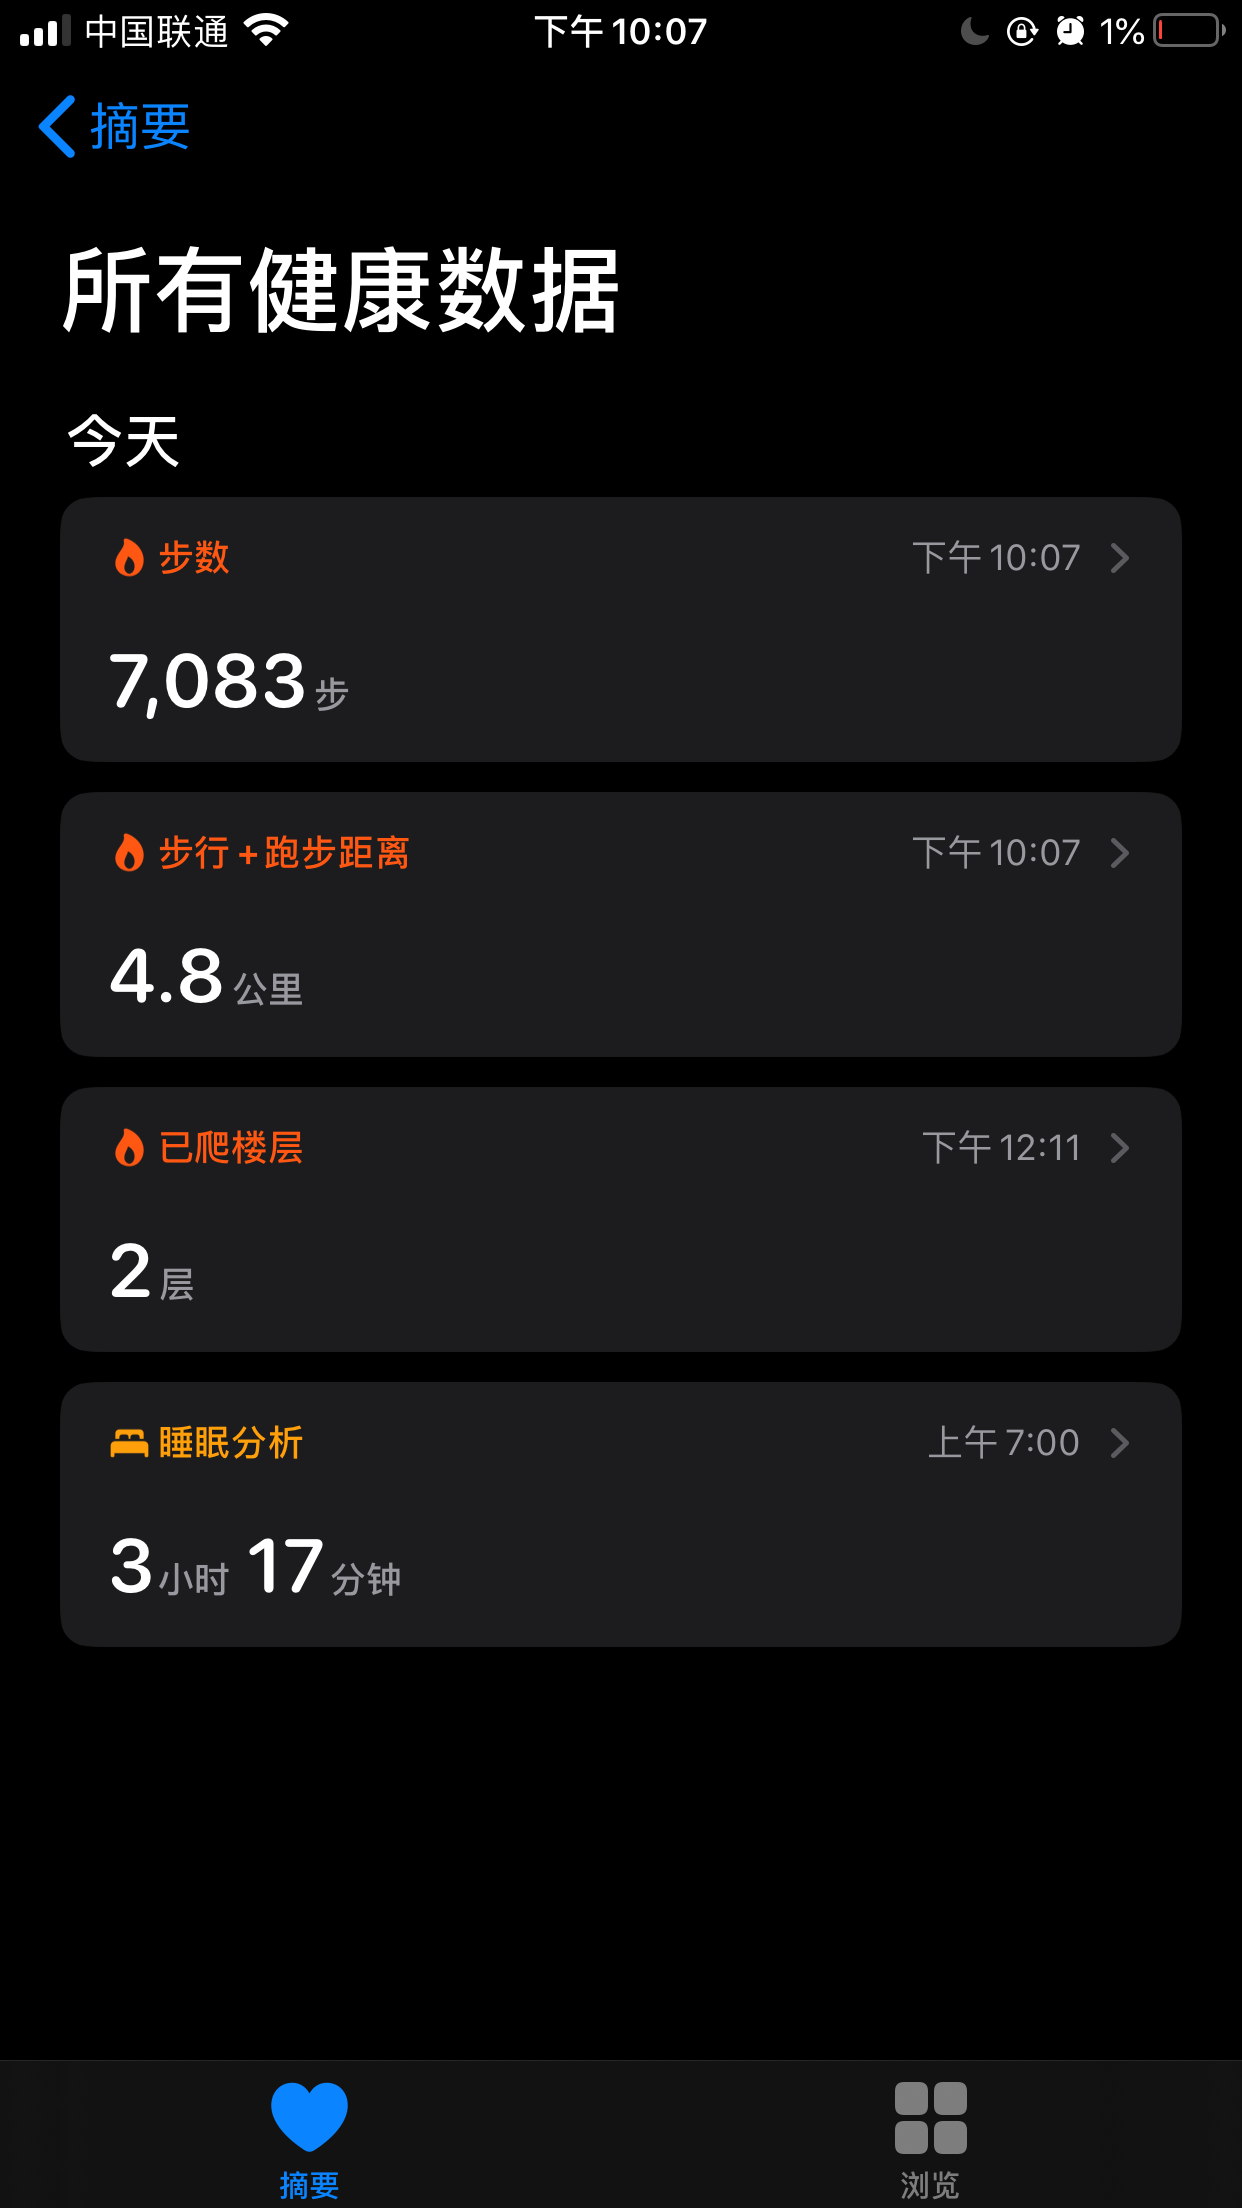 中国联通 下午 10:07 1%
摘要
所有健康数据
今天
步数 下午 10:07
7,083 步
步行 + 跑步距离 下午 10:07
4.8 公里
已爬楼层 下午 12:11
2 层
睡眠分析 上午 7:00
3 小时 17 分钟
摘要 浏览